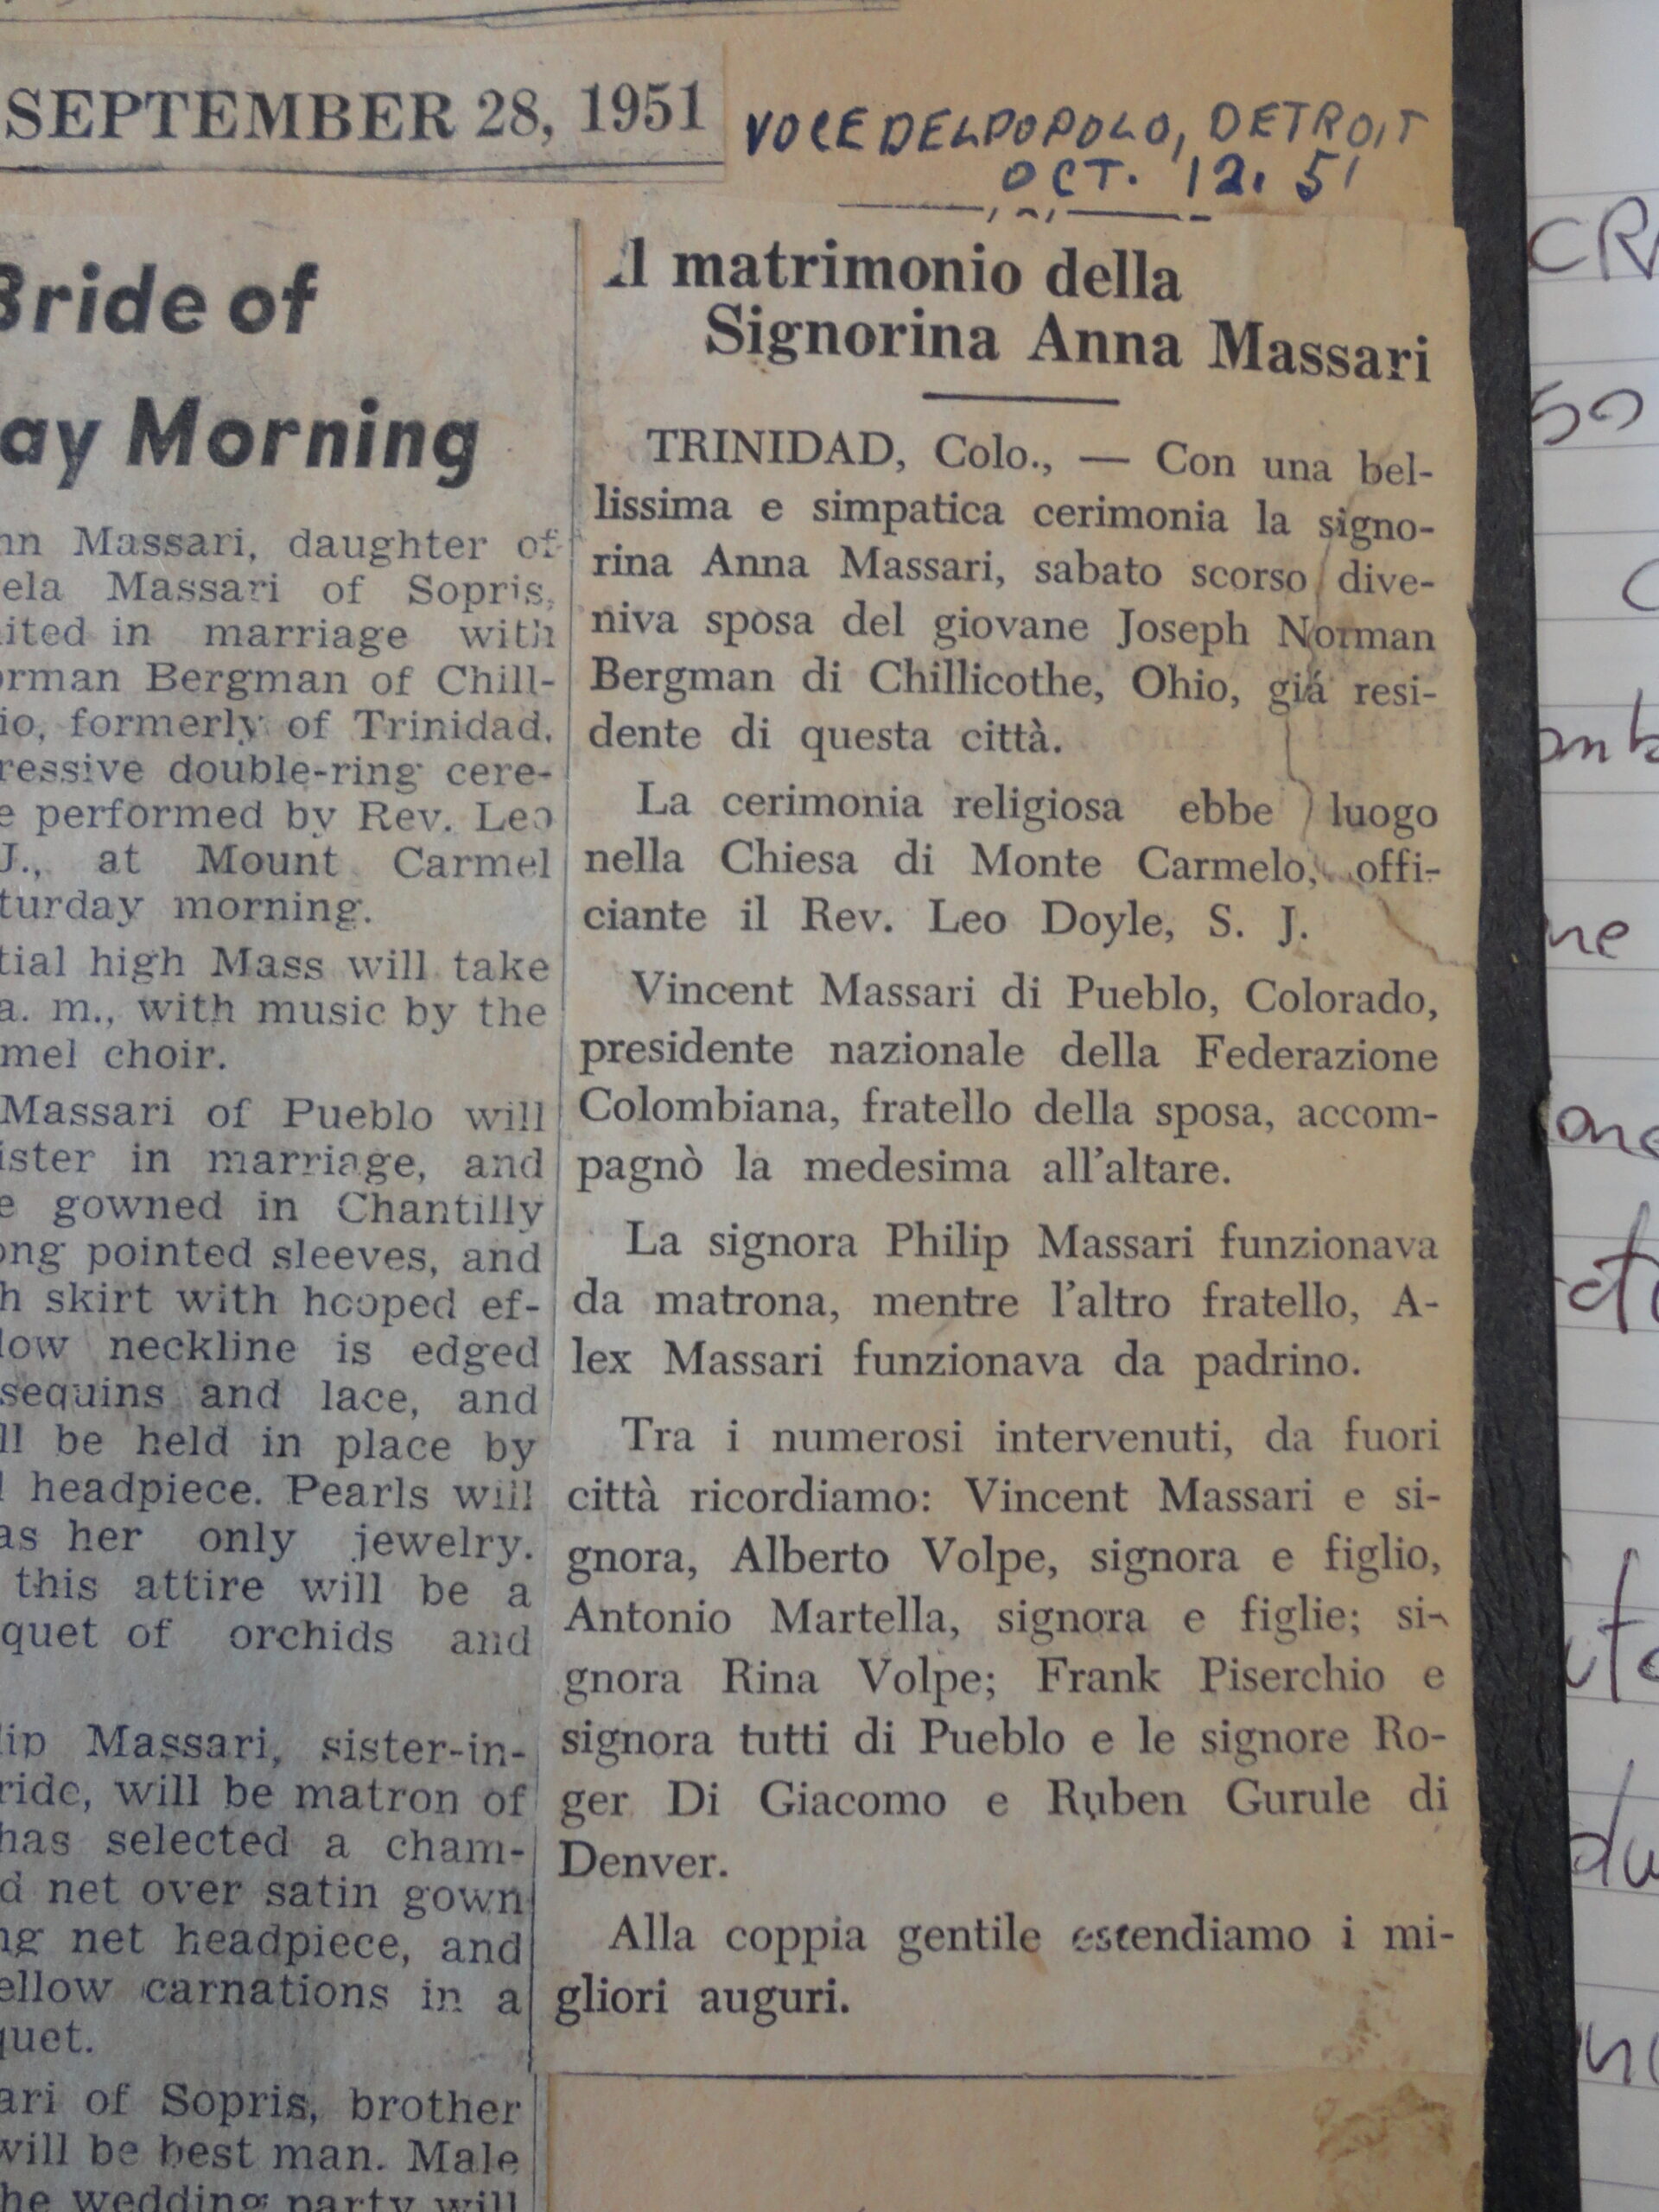 SEPTEMBER 28, 1951
VOCE DEL POPOLO, DETROIT
OCT. 12. 51
Bride of
ay Morning
nn Massari, daughter of
ela Massari of Sopris,
ited in marriage with
orman Bergman of Chill-
io, formerly of Trinidad,
ressive double-ring cere-
e performed by Rev. Leo
J., at Mount Carmel
turday morning.
tial high Mass will take
a. m., with music by the
mel choir.
Massari of Pueblo will
ister in marriage, and
e gowned in Chantilly
ong pointed sleeves, and
h skirt with hooped ef-
low neckline is edged
sequins and lace, and
ll be held in place by
l headpiece. Pearls will
as her only jewelry.
this attire will be a
quet of orchids and
lip Massari, sister-in-
ride, will be matron of
has selected a cham-
d net over satin gown
ng net headpiece, and
ellow carnations in a
quet.
ari of Sopris, brother
will be best man. Male
he wedding party will
Il matrimonio della
Signorina Anna Massari
TRINIDAD, Colo., — Con una bel-
lissima e simpatica cerimonia la signo-
rina Anna Massari, sabato scorso dive-
niva sposa del giovane Joseph Norman
Bergman di Chillicothe, Ohio, giá resi-
dente di questa città.
La cerimonia religiosa ebbe luogo
nella Chiesa di Monte Carmelo, offi-
ciante il Rev. Leo Doyle, S. J.
Vincent Massari di Pueblo, Colorado,
presidente nazionale della Federazione
Colombiana, fratello della sposa, accom-
pagnò la medesima all'altare.
La signora Philip Massari funzionava
da matrona, mentre l'altro fratello, A-
lex Massari funzionava da padrino.
Tra i numerosi intervenuti, da fuori
città ricordiamo: Vincent Massari e si-
gnora, Alberto Volpe, signora e figlio,
Antonio Martella, signora e figlie; si-
gnora Rina Volpe; Frank Piserchio e
signora tutti di Pueblo e le signore Ro-
ger Di Giacomo e Ruben Gurule di
Denver.
Alla coppia gentile estendiamo i mi-
gliori auguri.